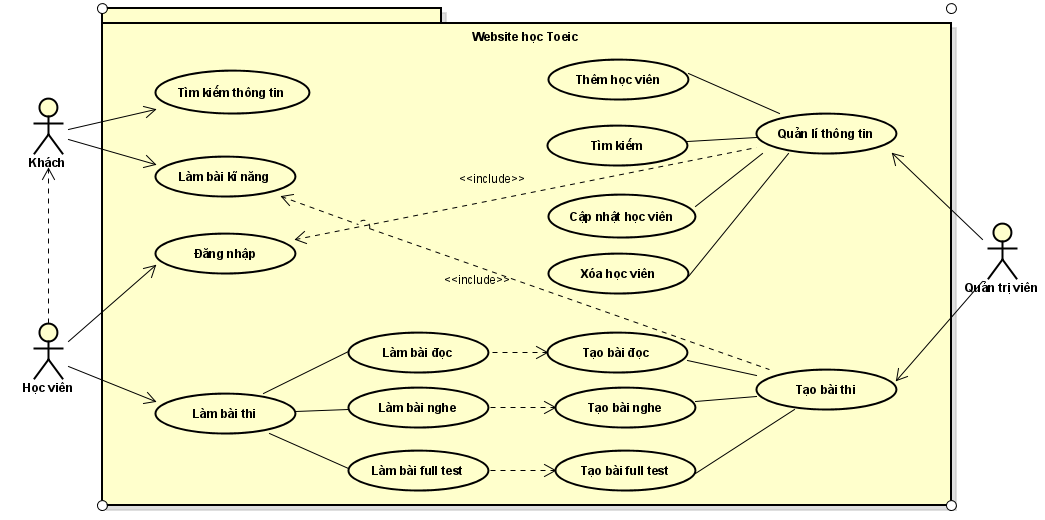 Website học Toeic
Tìm kiếm thông tin
Thêm học viên
Quản lí thông tin
Khách
Làm bài kĩ năng
Tìm kiếm
<<include>>
Cập nhật học viên
Đăng nhập
Xóa học viên
Quản trị viên
<<include>>
Học viên
Làm bài đọc
Tạo bài đọc
Làm bài thi
Làm bài nghe
Tạo bài nghe
Tạo bài thi
Làm bài full test
Tạo bài full test